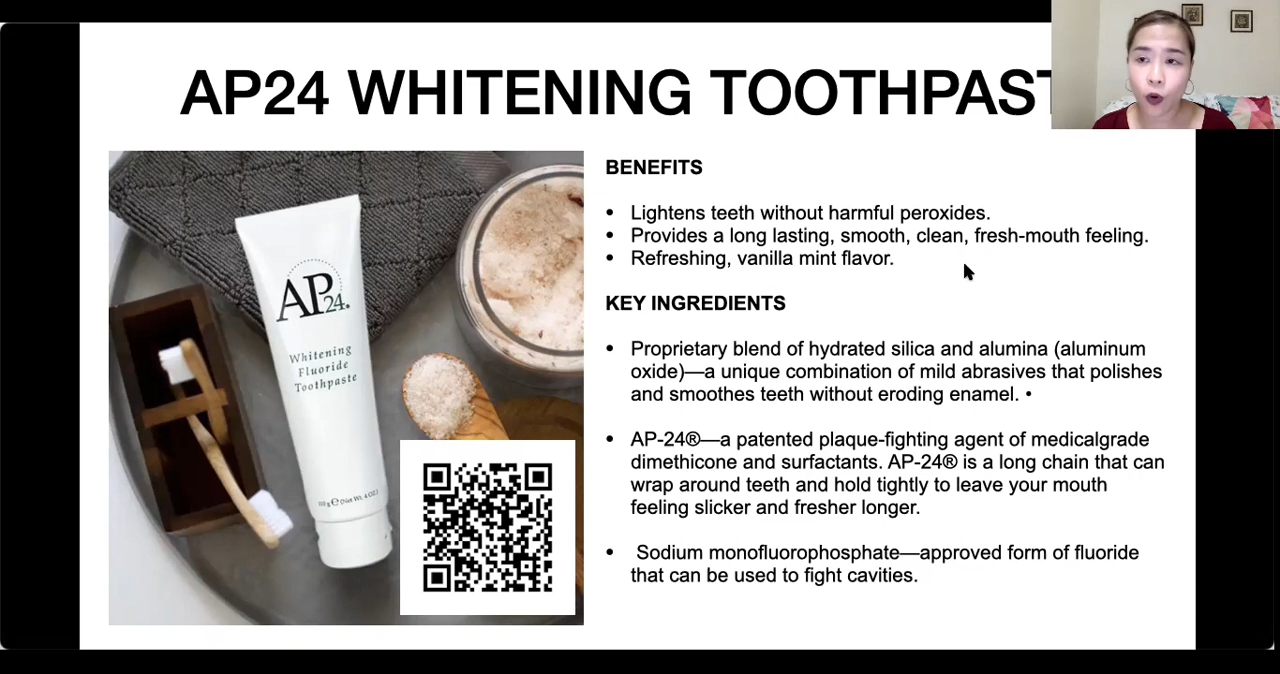 AP24 WHITENING TOOTHPAST
BENEFITS
• Lightens teeth without harmful peroxides.
• Provides a long lasting, smooth, clean, fresh-mouth feeling.
• Refreshing, vanilla mint flavor.
KEY INGREDIENTS
• Proprietary blend of hydrated silica and alumina (aluminum
oxide)—a unique combination of mild abrasives that polishes
and smoothes teeth without eroding enamel. •
• AP-24®—a patented plaque-fighting agent of medicalgrade
dimethicone and surfactants. AP-24® is a long chain that can
wrap around teeth and hold tightly to leave your mouth
feeling slicker and fresher longer.
• Sodium monofluorophosphate—approved form of fluoride
that can be used to fight cavities.
AP
24.
Whitening
Fluoride
Toothpaste